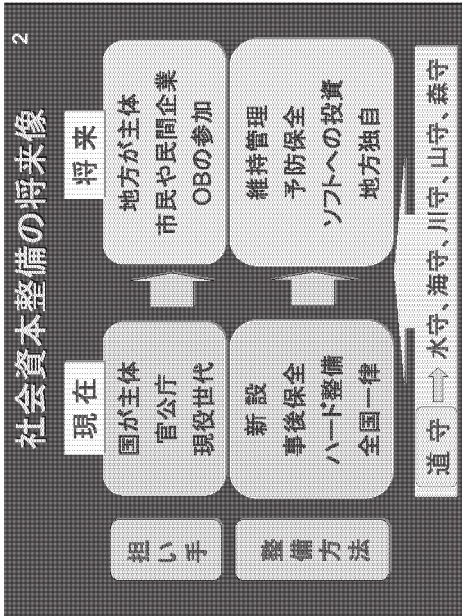 社会資本整備の将来像
2
現在
将来
担い手
国が主体
官公庁
現役世代
地方が主体
市民や民間企業
OBの参加
整備方法
新設
事後保全
ハード整備
全国一律
維持管理
予防保全
ソフトへの投資
地方独自
道守 ⇒ 水守、海守、川守、山守、森守